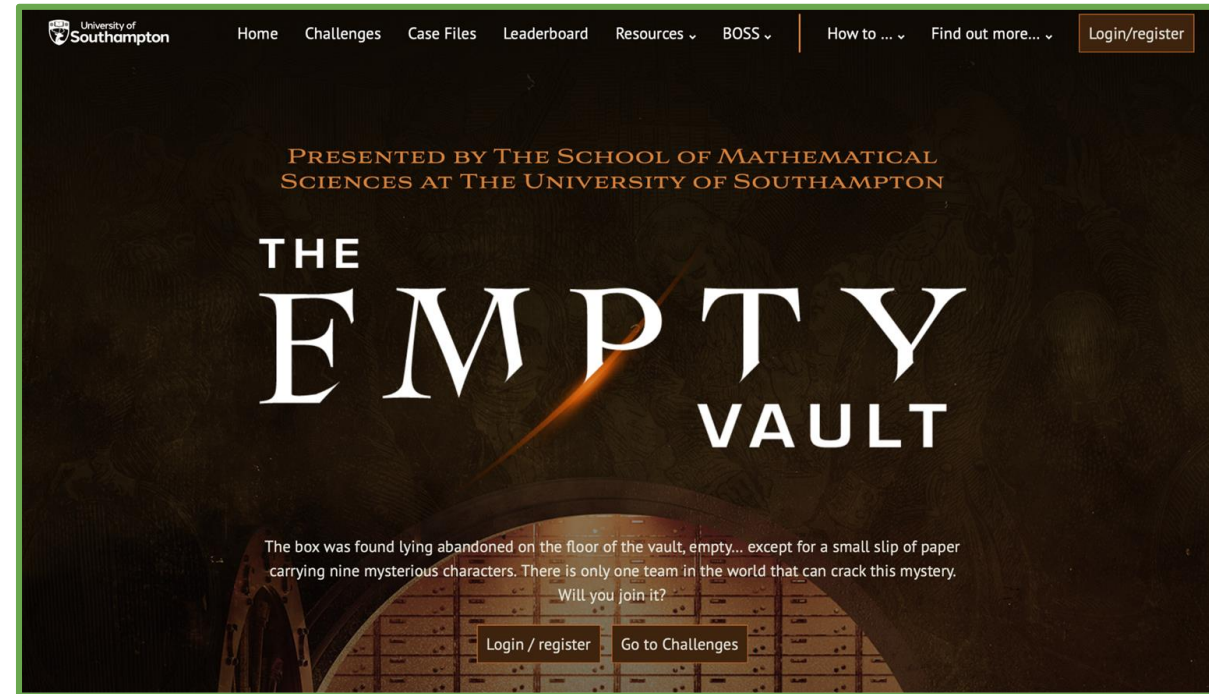 University of
Southampton
Home Challenges Case Files Leaderboard Resources BOSS How to ... Find out more... Login/register
PRESENTED BY THE SCHOOL OF MATHEMATICAL
SCIENCES AT THE UNIVERSITY OF SOUTHAMPTON
THE
EMPTY
VAULT
The box was found lying abandoned on the floor of the vault, empty... except for a small slip of paper
carrying nine mysterious characters. There is only one team in the world that can crack this mystery.
Will you join it?
Login / register Go to Challenges